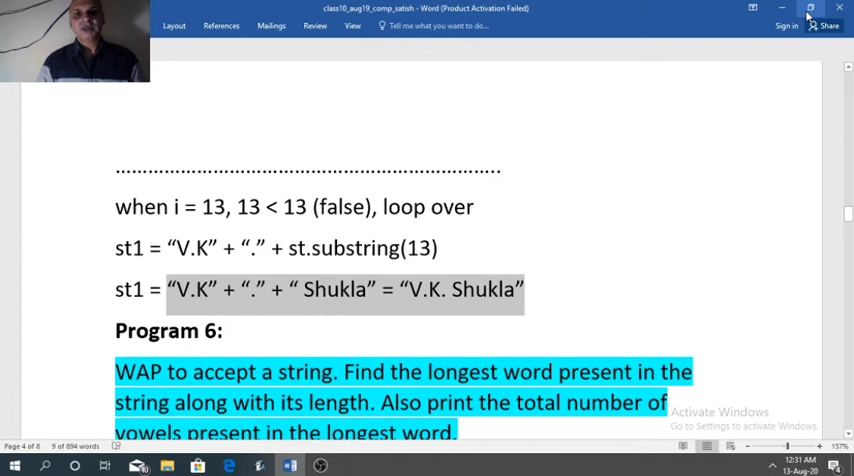 class10_aug19_comp_satish - Word (Product Activation Failed)
Layout References Mailings Review View Tell me what you want to do... Sign in Share
………………………………………………………………..
when i = 13, 13 < 13 (false), loop over
st1 = “V.K” + “.” + st.substring(13)
st1 = “V.K” + “.” + “ Shukla” = “V.K. Shukla”
Program 6:
WAP to accept a string. Find the longest word present in the
string along with its length. Also print the total number of
vowels present in the longest word.
Activate Windows
Go to Settings to activate Windows.
Page 4 of 8 9 of 894 words 157%
10
12:31 AM
13-Aug-20
4